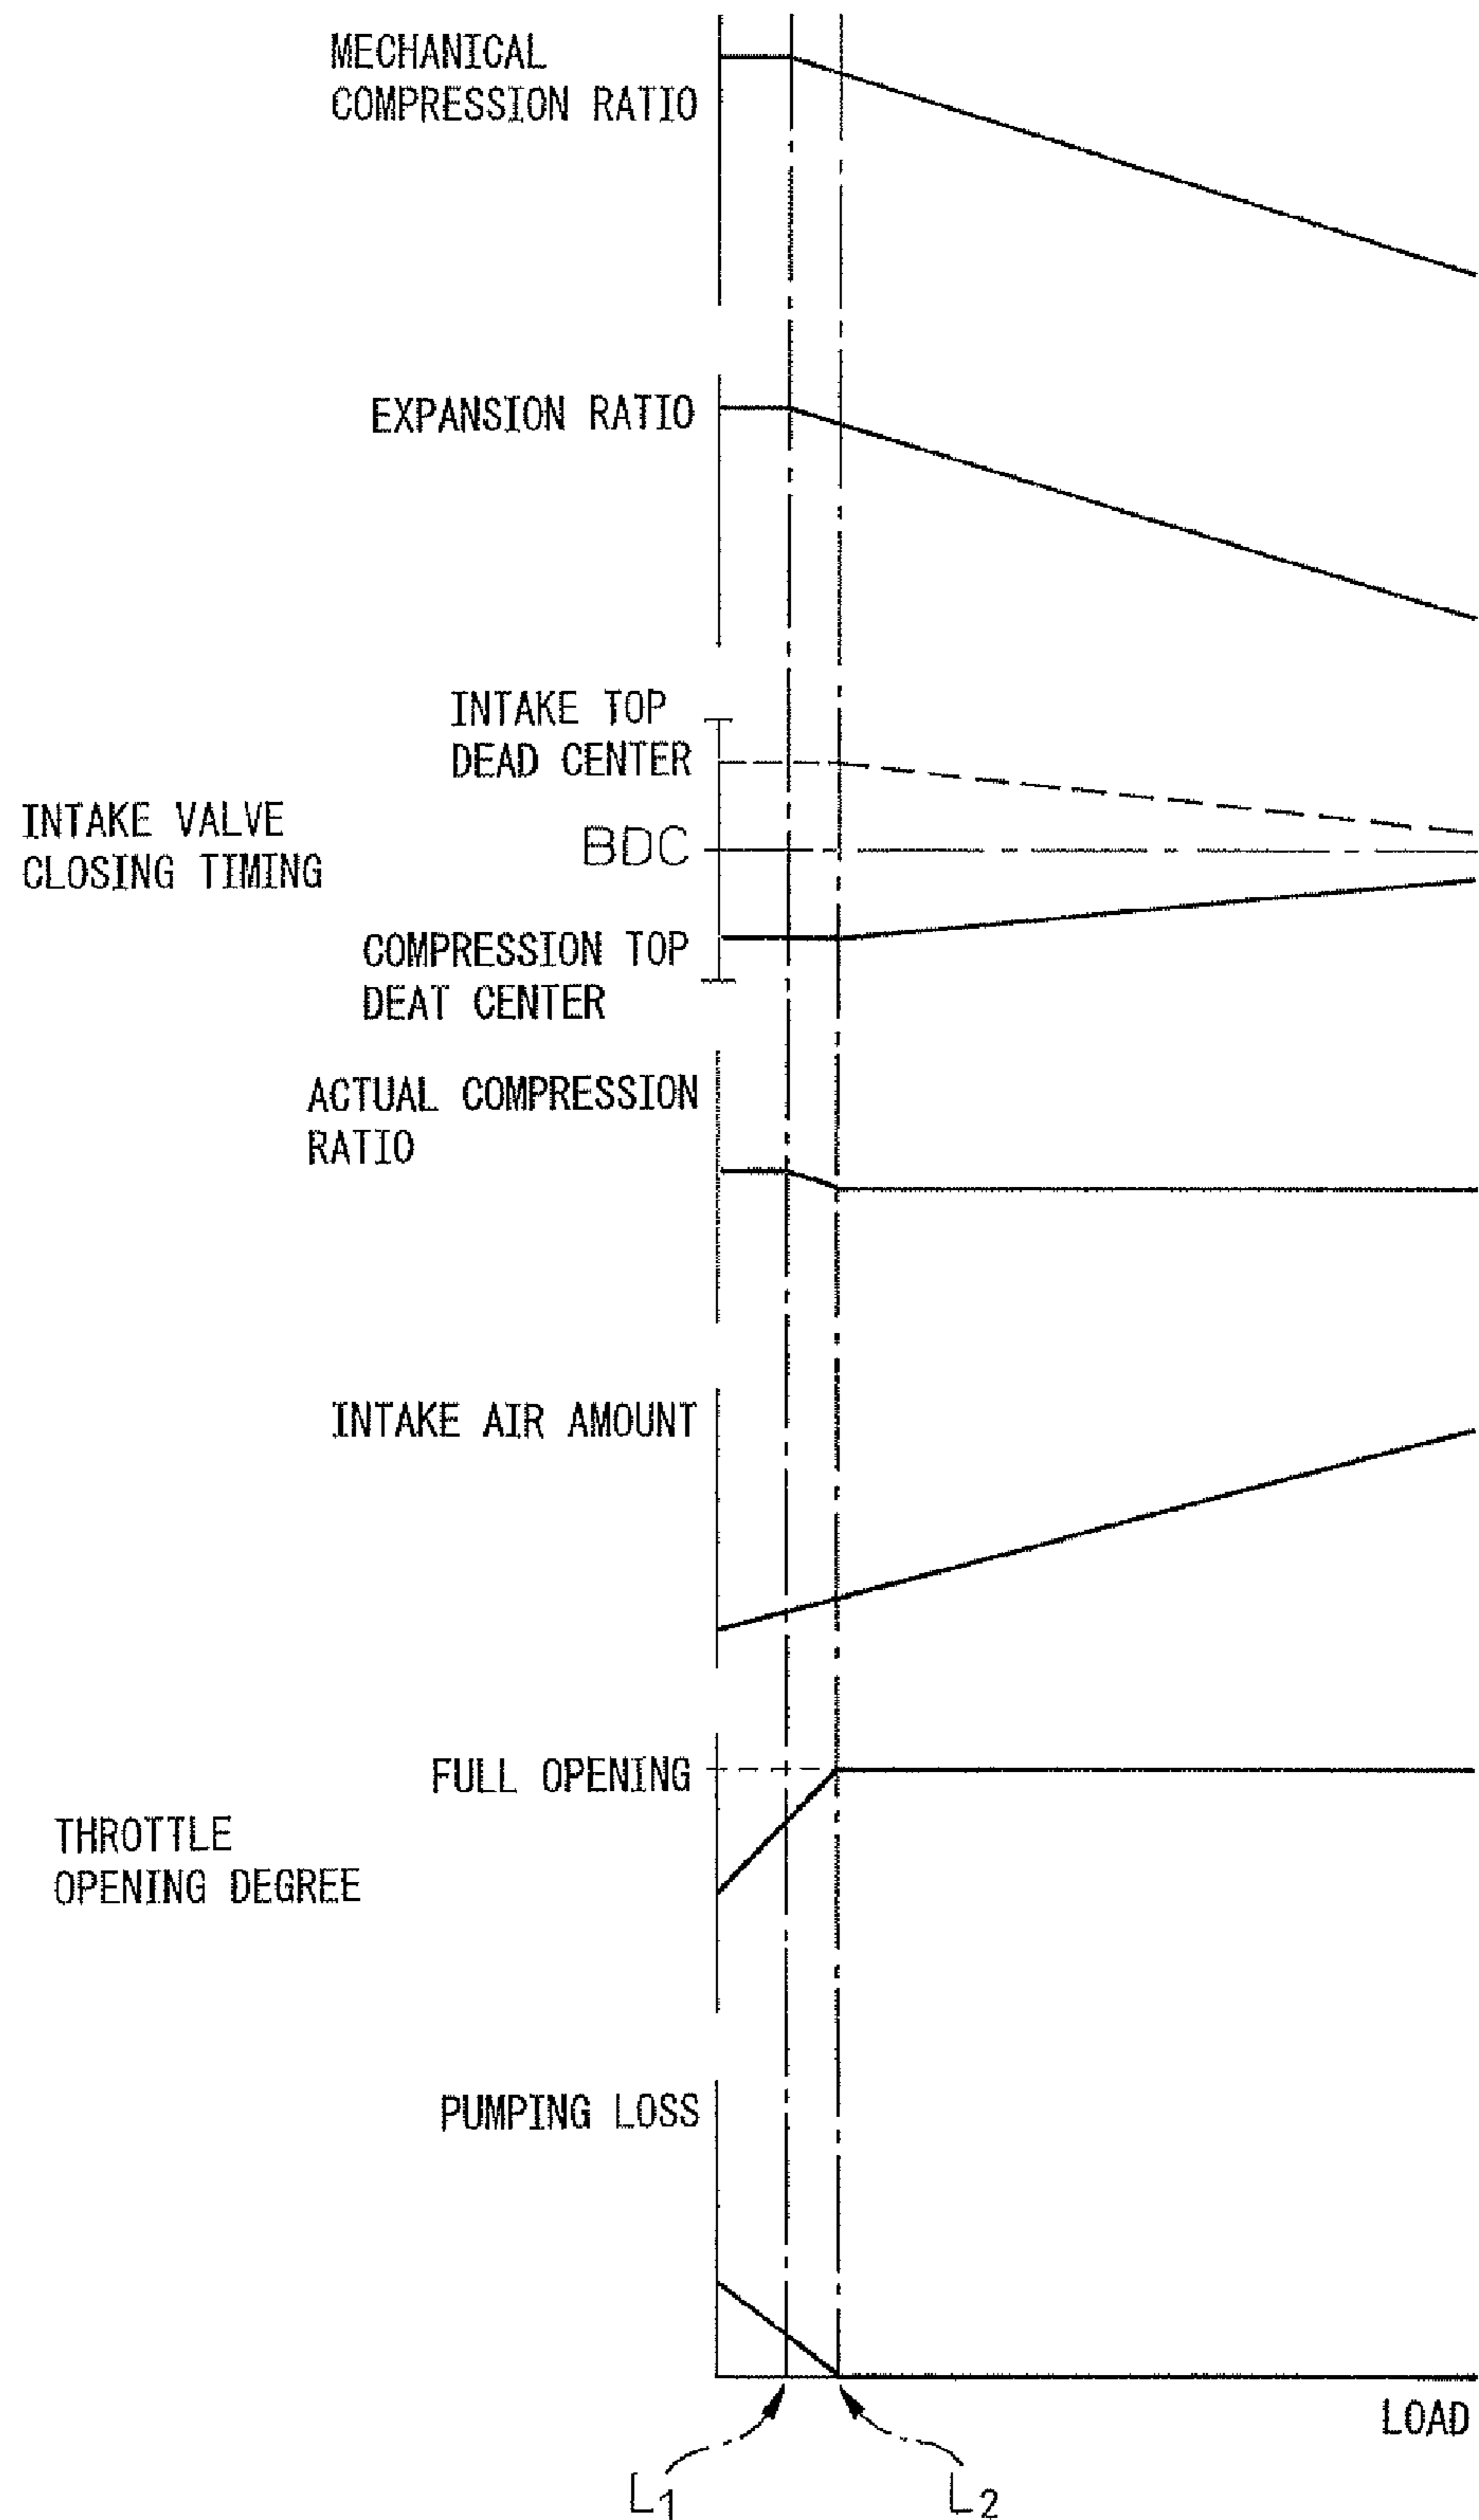 MECHANICAL
COMPRESSION RATIO
EXPANSION RATIO
INTAKE TOP
DEAD CENTER
INTAKE VALVE
CLOSING TIMING
BDC
COMPRESSION TOP
DEAT CENTER
ACTUAL COMPRESSION
RATIO
INTAKE AIR AMOUNT
FULL OPENING
THROTTLE
OPENING DEGREE
PUMPING LOSS
LOAD
L1
L2